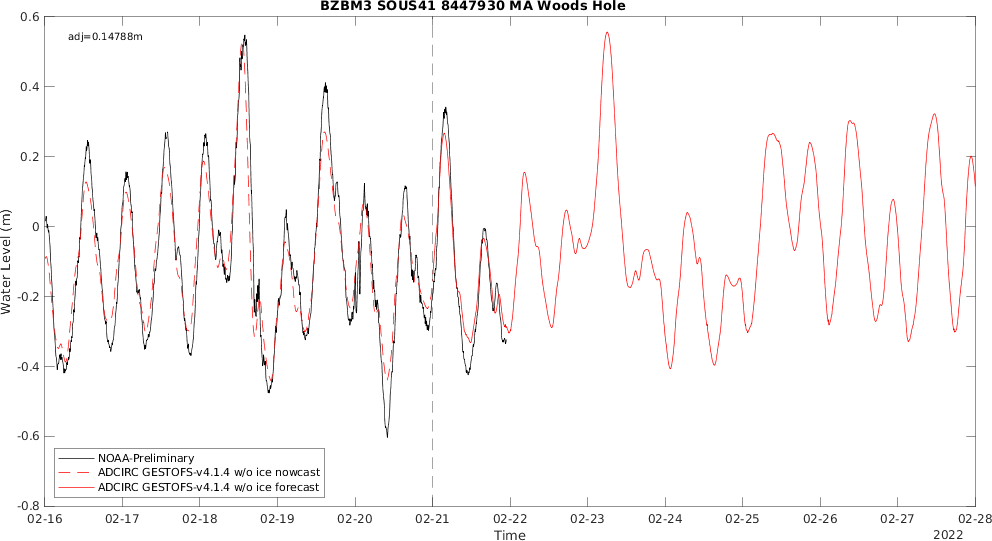 BZBM3 SOUS41 8447930 MA Woods Hole
adj=0.14788m
0.6
0.4
0.2
0
-0.2
-0.4
-0.6
-0.8
Water Level (m)
NOAA-Preliminary
ADCIRC GESTOFS-v4.1.4 w/o ice nowcast
ADCIRC GESTOFS-v4.1.4 w/o ice forecast
02-16 02-17 02-18 02-19 02-20 02-21 02-22 02-23 02-24 02-25 02-26 02-27 02-28
Time
2022